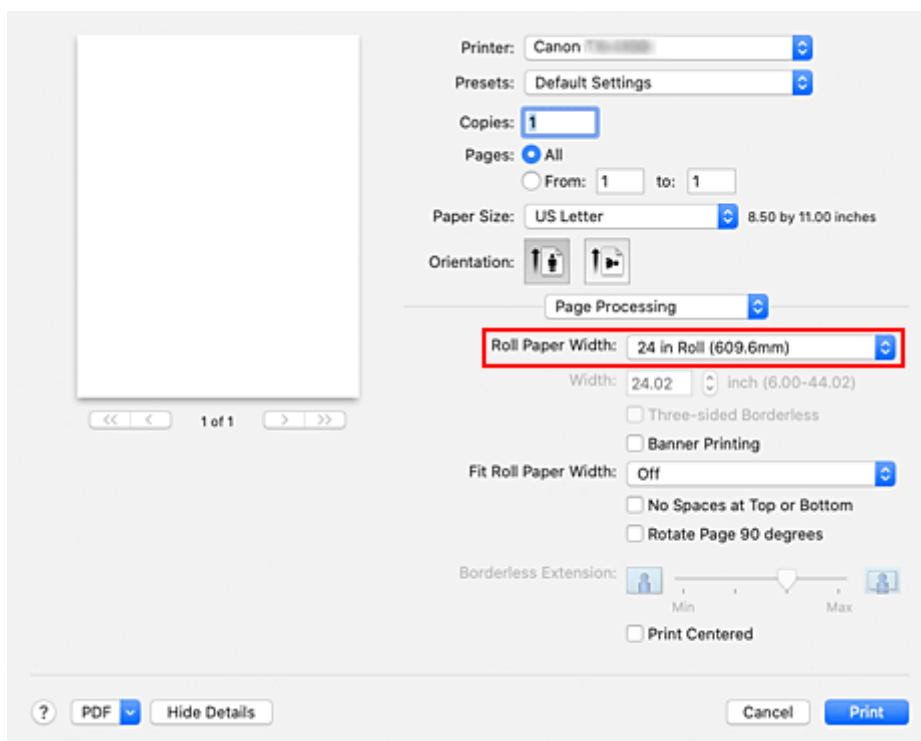 Printer: Canon
Presets: Default Settings
Copies: 1
Pages: All
From: 1 to: 1
Paper Size: US Letter 8.50 by 11.00 inches
Orientation:
Page Processing
Roll Paper Width: 24 in Roll (609.6mm)
Width: 24.02 inch (6.00-44.02)
Three-sided Borderless
<< < 1 of 1 > >>
Banner Printing
Fit Roll Paper Width: Off
No Spaces at Top or Bottom
Rotate Page 90 degrees
Borderless Extension:
Min Max
Print Centered
? PDF Hide Details Cancel Print